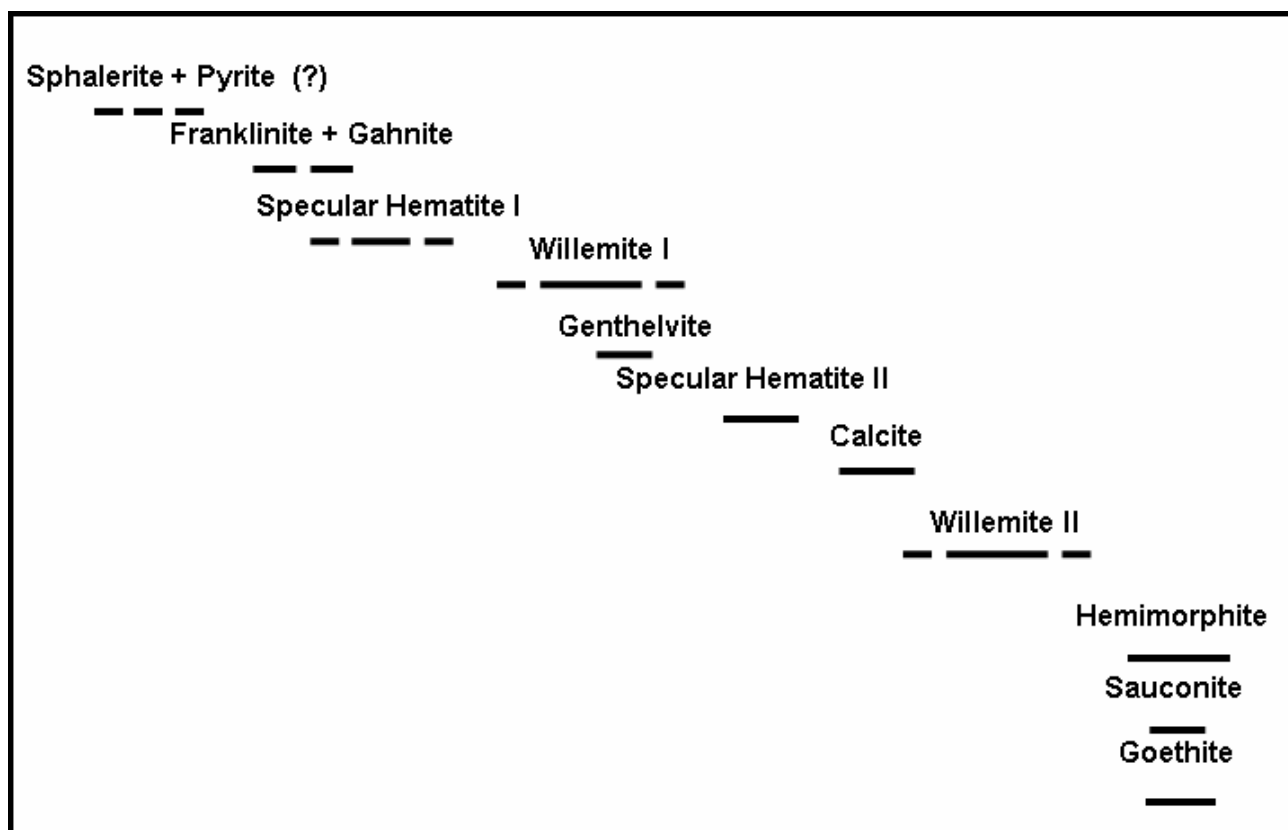 Sphalerite + Pyrite (?)
Franklinite + Gahnite
Specular Hematite I
Willemite I
Genthelvite
Specular Hematite II
Calcite
Willemite II
Hemimorphite
Sauconite
Goethite